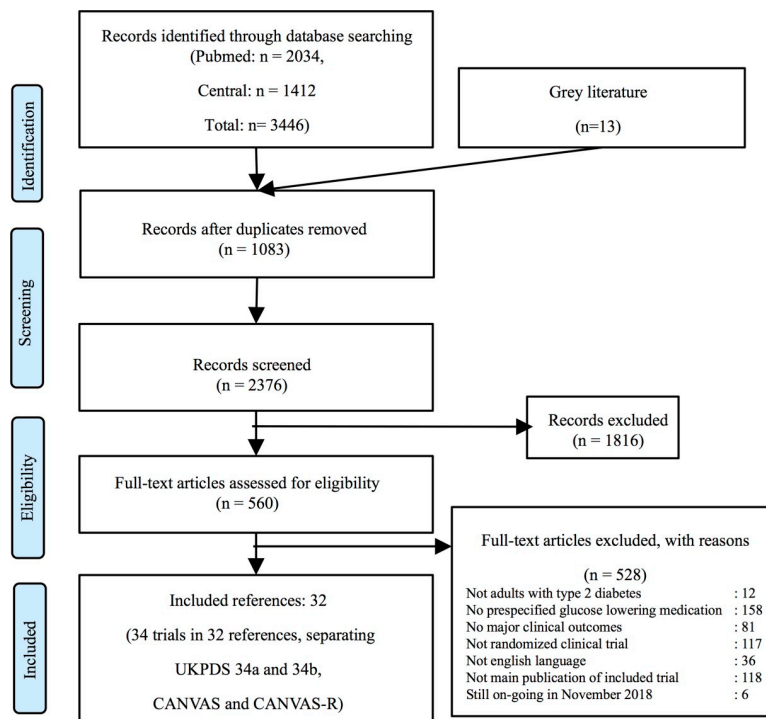 Identification
Records identified through database searching
(Pubmed: n = 2034,
Central: n = 1412
Total: n= 3446)
Grey literature
(n=13)
Screening
Records after duplicates removed
(n = 1083)
Records screened
(n = 2376)
Records excluded
(n = 1816)
Eligibility
Full-text articles assessed for eligibility
(n = 560)
Full-text articles excluded, with reasons
(n = 528)
Not adults with type 2 diabetes : 12
No prespecified glucose lowering medication : 158
No major clinical outcomes : 81
Not randomized clinical trial : 117
Not english language : 36
Not main publication of included trial : 118
Still on-going in November 2018 : 6
Included
Included references: 32
(34 trials in 32 references, separating
UKPDS 34a and 34b,
CANVAS and CANVAS-R)